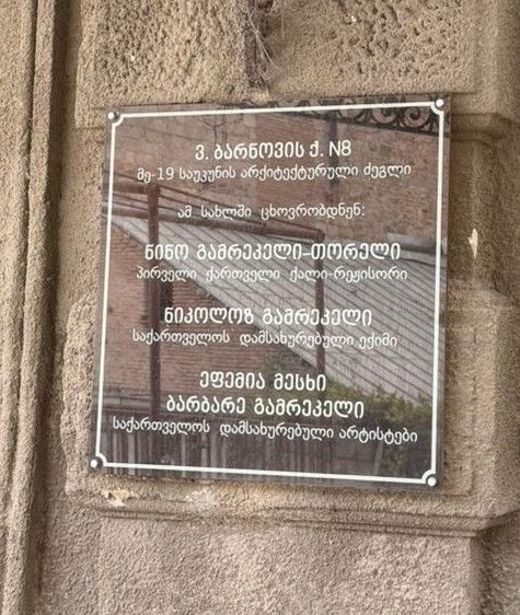 ვ. ბარნოვის ქ. N8
მე-19 საუკუნის არქიტექტურული ძეგლი
ამ სახლში ცხოვრობდნენ:
ნინო გამრეკელი-თორელი
პირველი ქართველი ქალი-რეჟისორი
ნიკოლოზ გამრეკელი
საქართველოს დამსახურებული ექიმი
ეფემია მესხი
ბარბარე გამრეკელი
საქართველოს დამსახურებული არტისტები